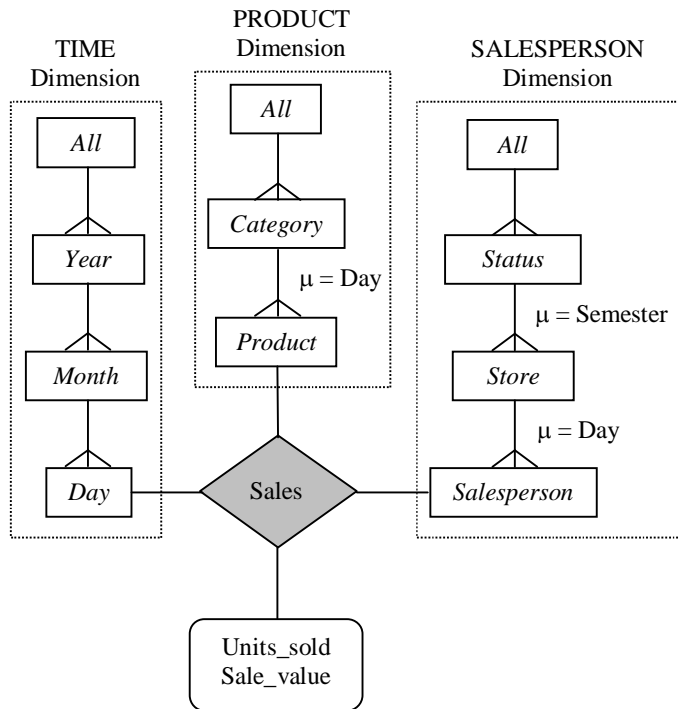 TIME
Dimension
All
Year
Month
Day
PRODUCT
Dimension
All
Category
μ = Day
Product
SALESPERSON
Dimension
All
Status
μ = Semester
Store
μ = Day
Salesperson
Sales
Units_sold
Sale_value